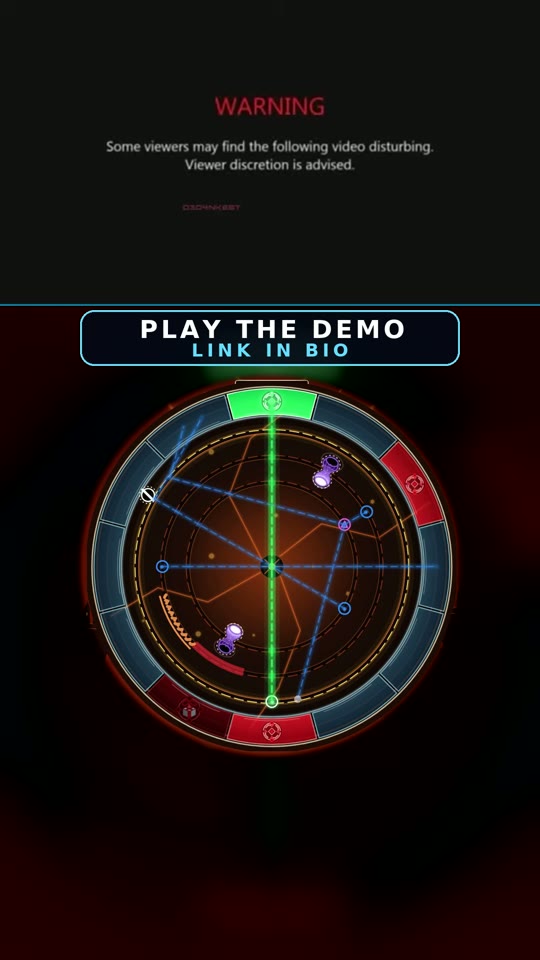 WARNING
Some viewers may find the following video disturbing.
Viewer discretion is advised.
PLAY THE DEMO
LINK IN BIO